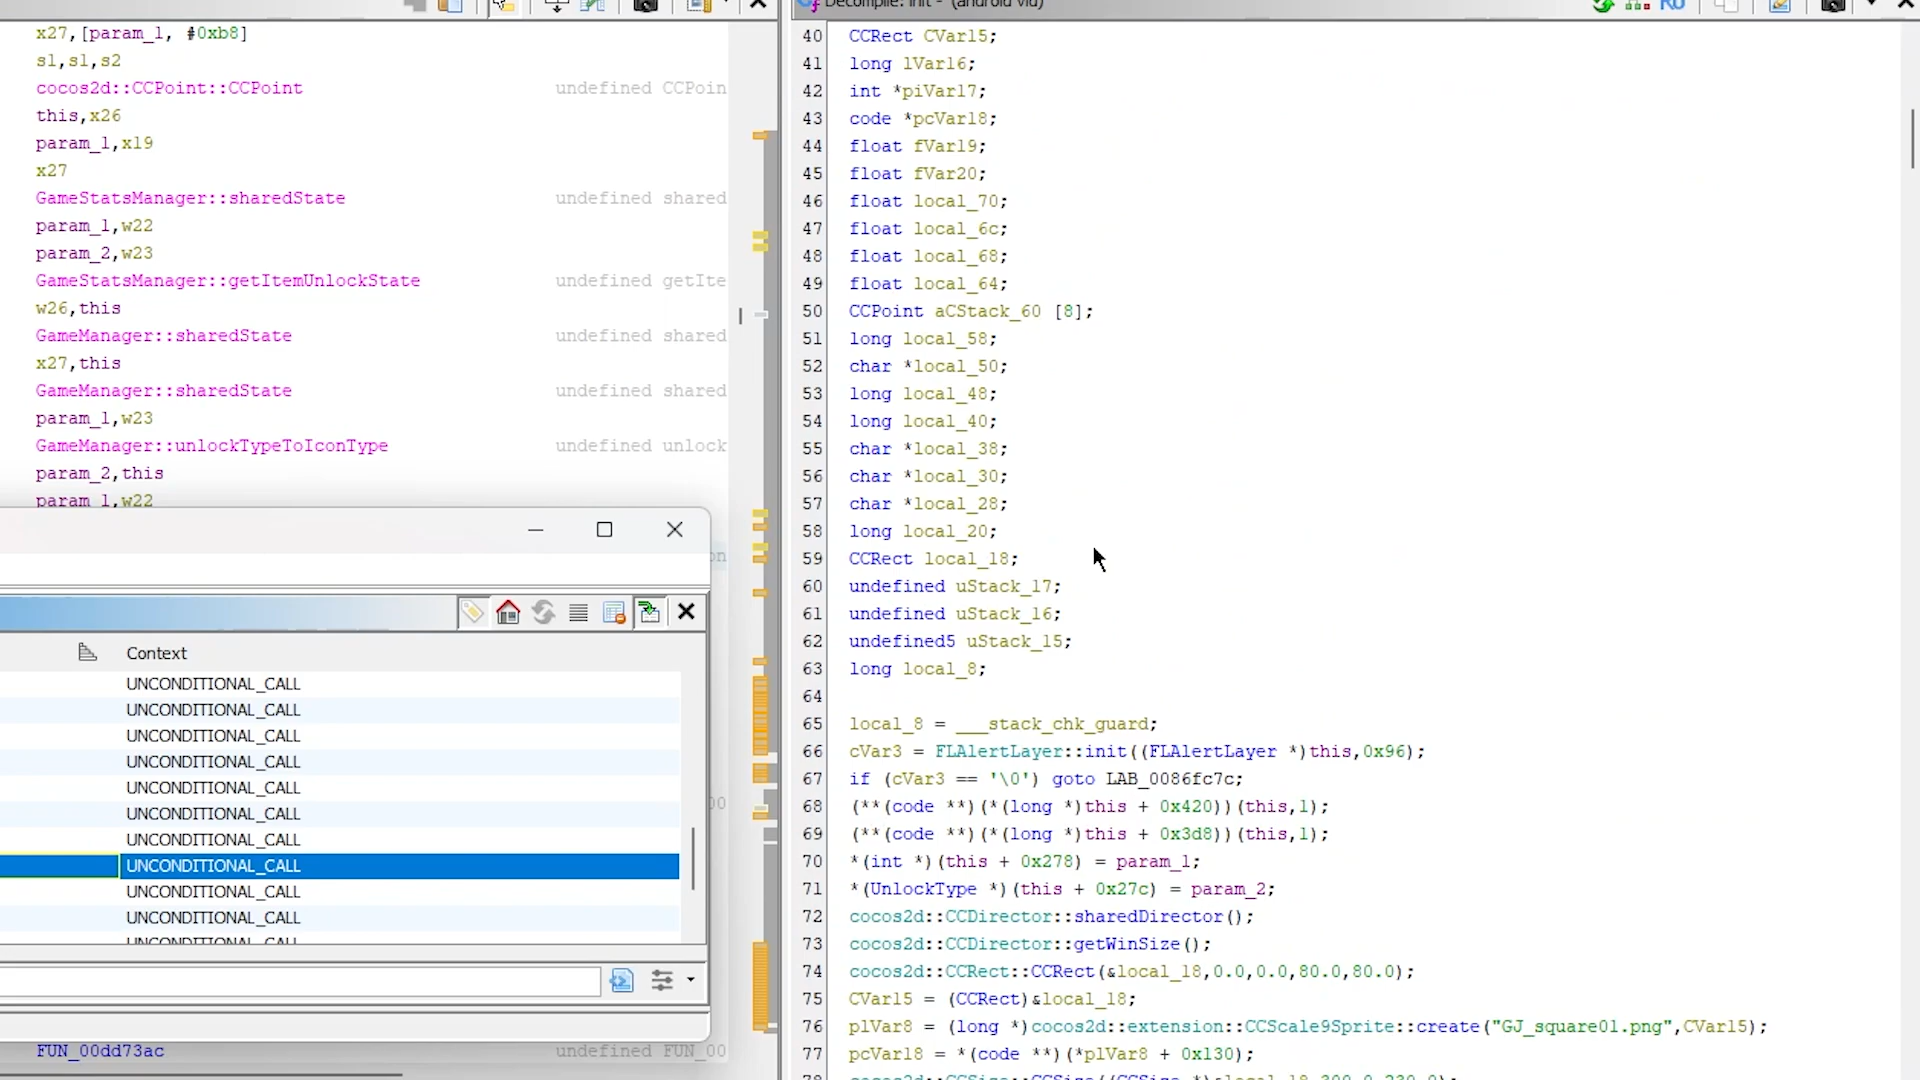 x27,[param_1, #0xb8]
s1,s1,s2
cocos2d::CCPoint::CCPoint undefined CCPoin
this,x26
param_1,x19
x27
GameStatsManager::sharedState undefined shared
param_1,w22
param_2,w23
GameStatsManager::getItemUnlockState undefined getIte
w26,this
GameManager::sharedState undefined shared
x27,this
GameManager::sharedState undefined shared
param_1,w23
GameManager::unlockTypeToIconType undefined unlock
param_2,this
param_1,w22
Context
UNCONDITIONAL_CALL
UNCONDITIONAL_CALL
UNCONDITIONAL_CALL
UNCONDITIONAL_CALL
UNCONDITIONAL_CALL
UNCONDITIONAL_CALL
UNCONDITIONAL_CALL
UNCONDITIONAL_CALL
UNCONDITIONAL_CALL
UNCONDITIONAL_CALL
UNCONDITIONAL_CALL
FUN_00dd73ac undefined FUN_00
Decompile: init - (android vid)
40 CCRect CVar15;
41 long lVar16;
42 int *piVar17;
43 code *pcVar18;
44 float fVar19;
45 float fVar20;
46 float local_70;
47 float local_6c;
48 float local_68;
49 float local_64;
50 CCPoint aCStack_60 [8];
51 long local_58;
52 char *local_50;
53 long local_48;
54 long local_40;
55 char *local_38;
56 char *local_30;
57 char *local_28;
58 long local_20;
59 CCRect local_18;
60 undefined uStack_17;
61 undefined uStack_16;
62 undefined5 uStack_15;
63 long local_8;
64
65 local_8 = ___stack_chk_guard;
66 cVar3 = FLAlertLayer::init((FLAlertLayer *)this,0x96);
67 if (cVar3 == '\0') goto LAB_0086fc7c;
68 (**(code **)(*(long *)this + 0x420))(this,1);
69 (**(code **)(*(long *)this + 0x3d8))(this,1);
70 *(int *)(this + 0x278) = param_1;
71 *(UnlockType *)(this + 0x27c) = param_2;
72 cocos2d::CCDirector::sharedDirector();
73 cocos2d::CCDirector::getWinSize();
74 cocos2d::CCRect::CCRect(&local_18,0.0,0.0,80.0,80.0);
75 CVar15 = (CCRect)&local_18;
76 plVar8 = (long *)cocos2d::extension::CCScale9Sprite::create("GJ_square01.png",CVar15);
77 pcVar18 = *(code **)(*plVar8 + 0x130);
78 cocos2d::CCSize::CCSize((CCSize *)&local_18,300.0,230.0);